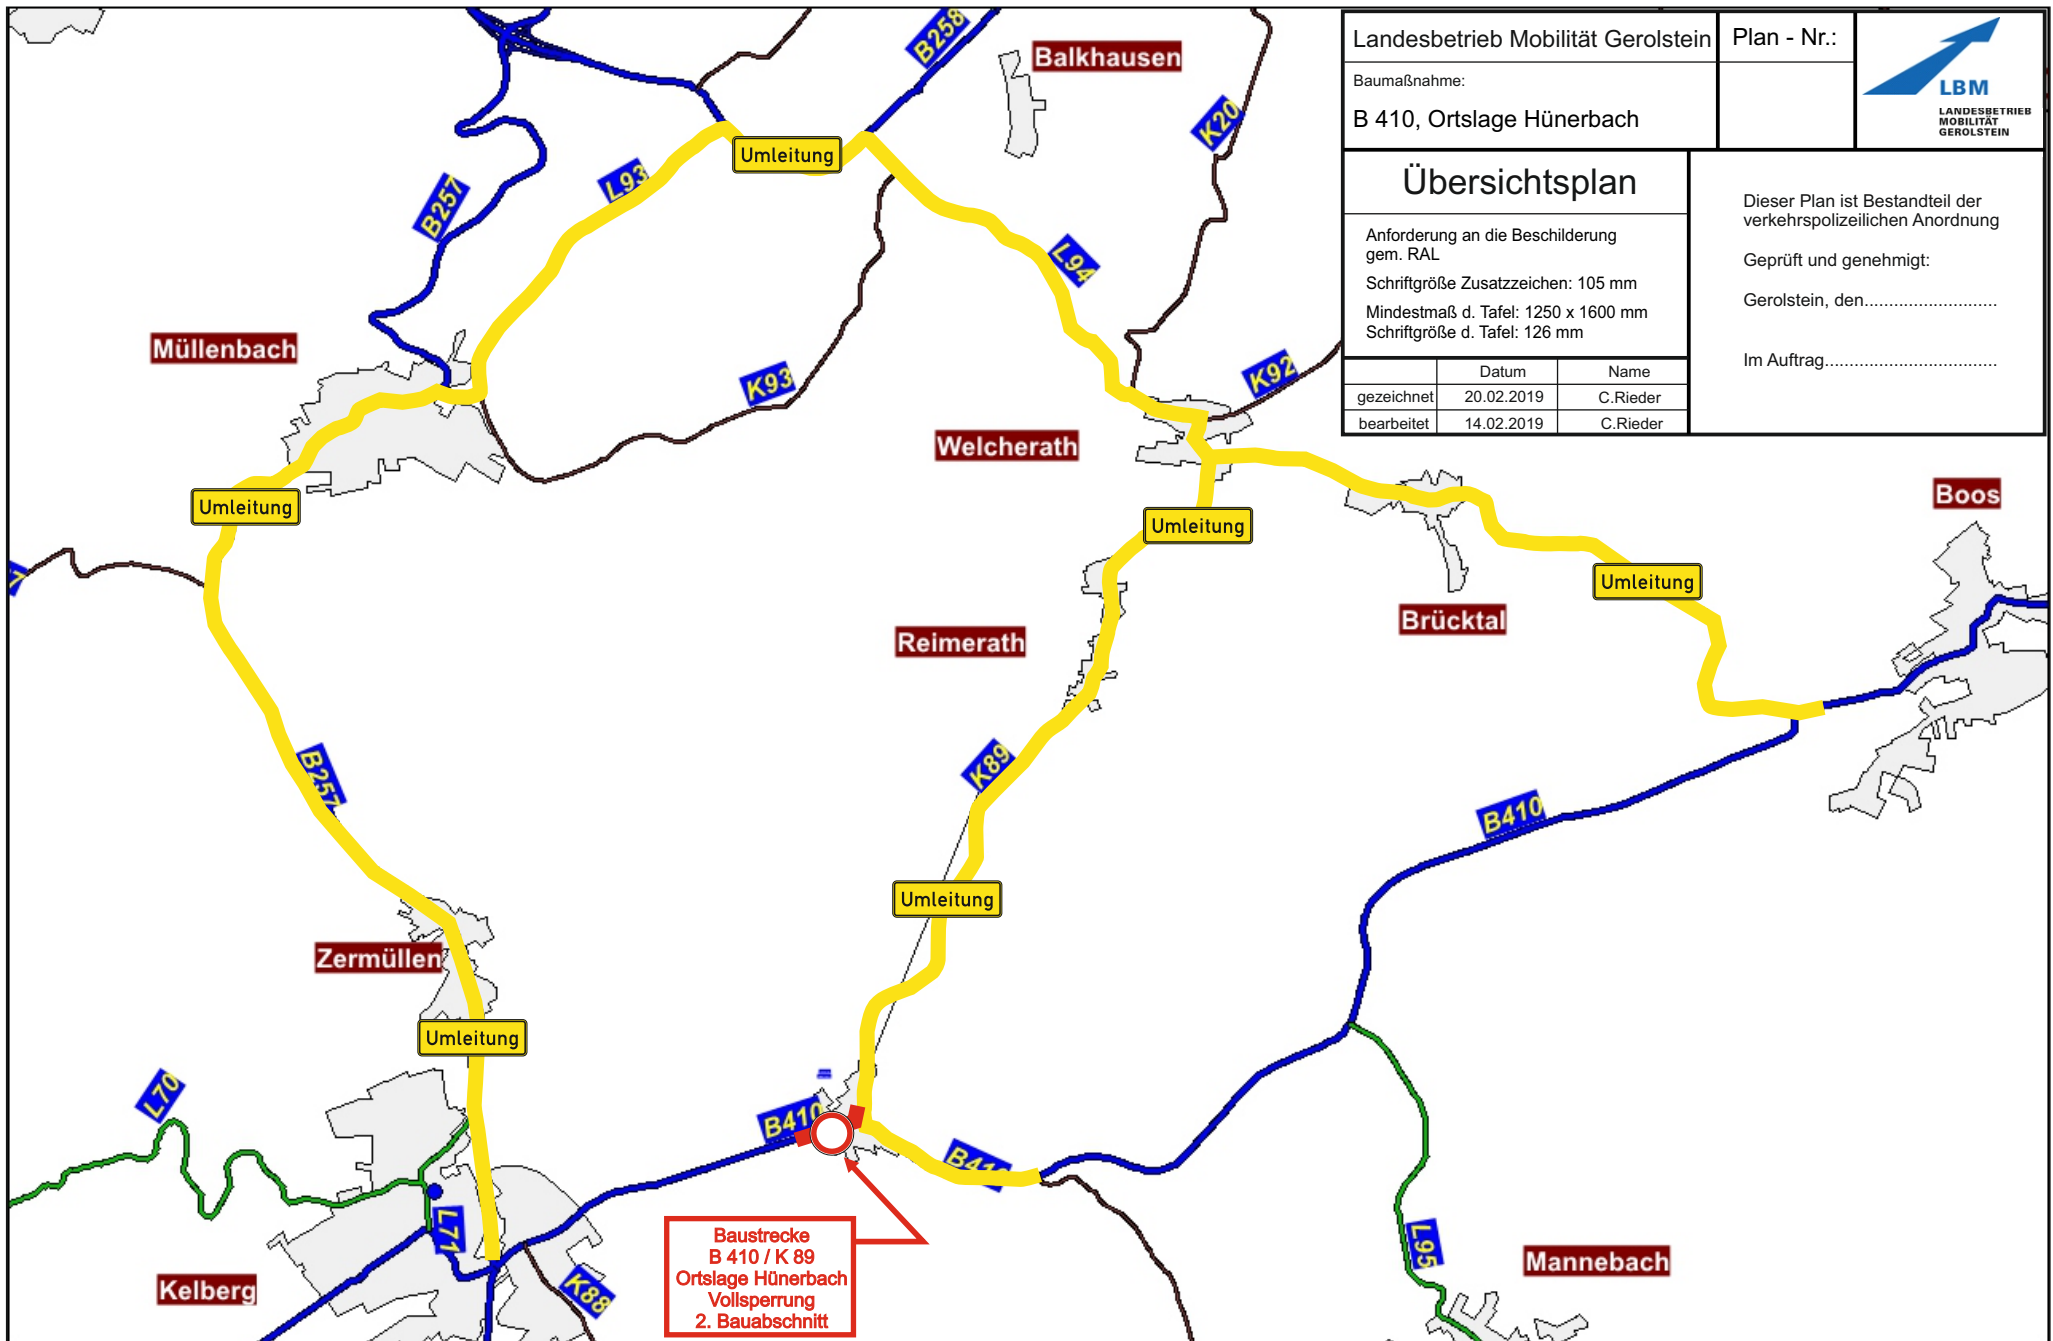 Landesbetrieb Mobilität Gerolstein
Plan - Nr.:
Baumaßnahme:
B 410, Ortslage Hünerbach
LBM
LANDESBETRIEB
MOBILITÄT
GEROLSTEIN
Übersichtsplan
Anforderung an die Beschilderung
gem. RAL
Schriftgröße Zusatzzeichen: 105 mm
Mindestmaß d. Tafel: 1250 x 1600 mm
Schriftgröße d. Tafel: 126 mm
Datum Name
gezeichnet 20.02.2019 C.Rieder
bearbeitet 14.02.2019 C.Rieder
Dieser Plan ist Bestandteil der
verkehrspolizeilichen Anordnung
Geprüft und genehmigt:
Gerolstein, den...........................
Im Auftrag...................................
B258
Balkhausen
K20
Umleitung
L93
B257
L94
Müllenbach
K93
K92
Welcherath
Umleitung
Umleitung
Boos
Umleitung
Brücktal
Reimerath
B257
K89
B410
Umleitung
Zermüllen
Umleitung
L70
B410
L71
K88
L95
Mannebach
Kelberg
Baustrecke
B 410 / K 89
Ortslage Hünerbach
Vollsperrung
2. Bauabschnitt